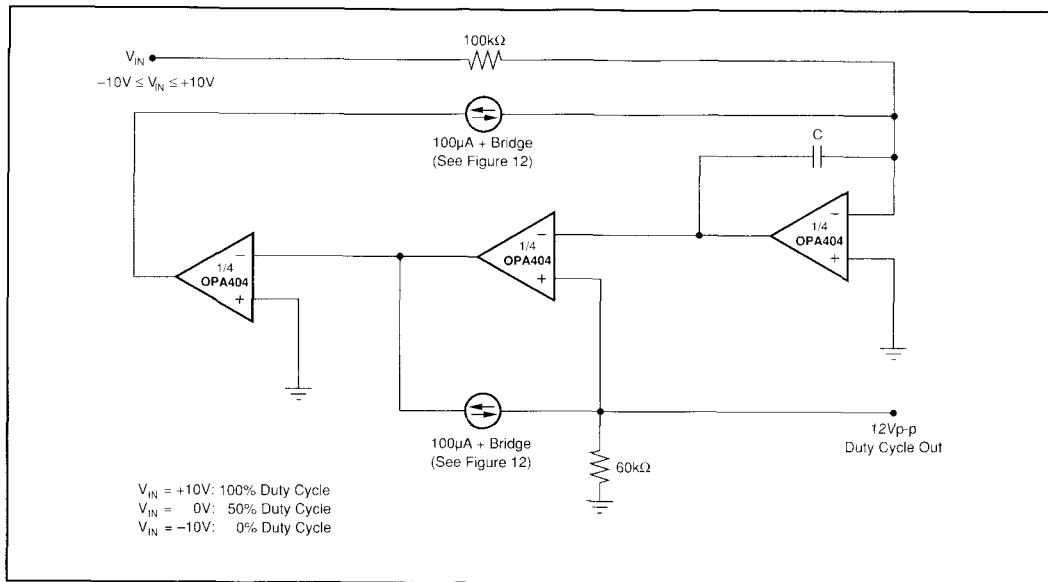 100kΩ
V_IN
–10V ≤ V_IN ≤ +10V
100µA + Bridge
(See Figure 12)
C
–
1/4
OPA404
+
–
1/4
OPA404
+
–
1/4
OPA404
+
100µA + Bridge
(See Figure 12)
12Vp-p
Duty Cycle Out
60kΩ
V_IN = +10V: 100% Duty Cycle
V_IN = 0V: 50% Duty Cycle
V_IN = –10V: 0% Duty Cycle